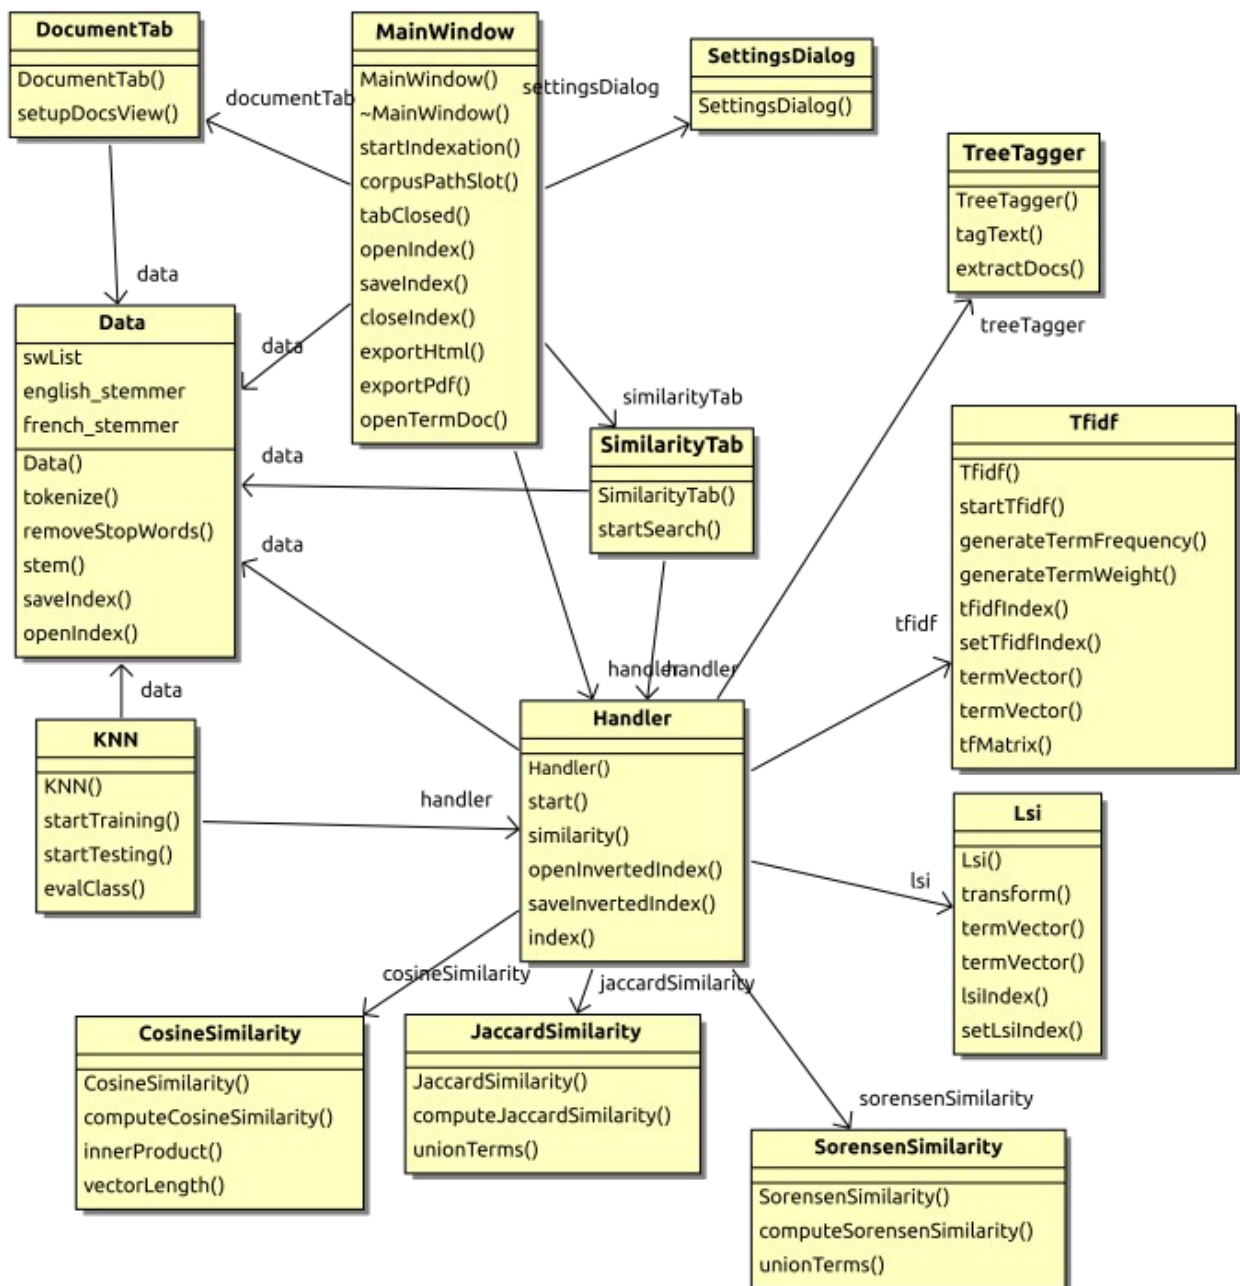 DocumentTab
DocumentTab()
setupDocsView()
MainWindow
MainWindow()
~MainWindow()
startIndexation()
corpusPathSlot()
tabClosed()
openIndex()
saveIndex()
closeIndex()
exportHtml()
exportPdf()
openTermDoc()
SettingsDialog
SettingsDialog()
documentTab
settingsDialog
TreeTagger
TreeTagger()
tagText()
extractDocs()
treeTagger
data
Data
swList
english_stemmer
french_stemmer
Data()
tokenize()
removeStopWords()
stem()
saveIndex()
openIndex()
data
similarityTab
SimilarityTab
SimilarityTab()
startSearch()
data
data
Tfidf
Tfidf()
startTfidf()
generateTermFrequency()
generateTermWeight()
tfidfIndex()
setTfidfIndex()
termVector()
termVector()
tfMatrix()
tfidf
handler
handler
data
KNN
KNN()
startTraining()
startTesting()
evalClass()
handler
Handler
Handler()
start()
similarity()
openInvertedIndex()
saveInvertedIndex()
index()
lsi
Lsi
Lsi()
transform()
termVector()
termVector()
lsiIndex()
setLsiIndex()
cosineSimilarity
jaccardSimilarity
sorensenSimilarity
CosineSimilarity
CosineSimilarity()
computeCosineSimilarity()
innerProduct()
vectorLength()
JaccardSimilarity
JaccardSimilarity()
computeJaccardSimilarity()
unionTerms()
SorensenSimilarity
SorensenSimilarity()
computeSorensenSimilarity()
unionTerms()